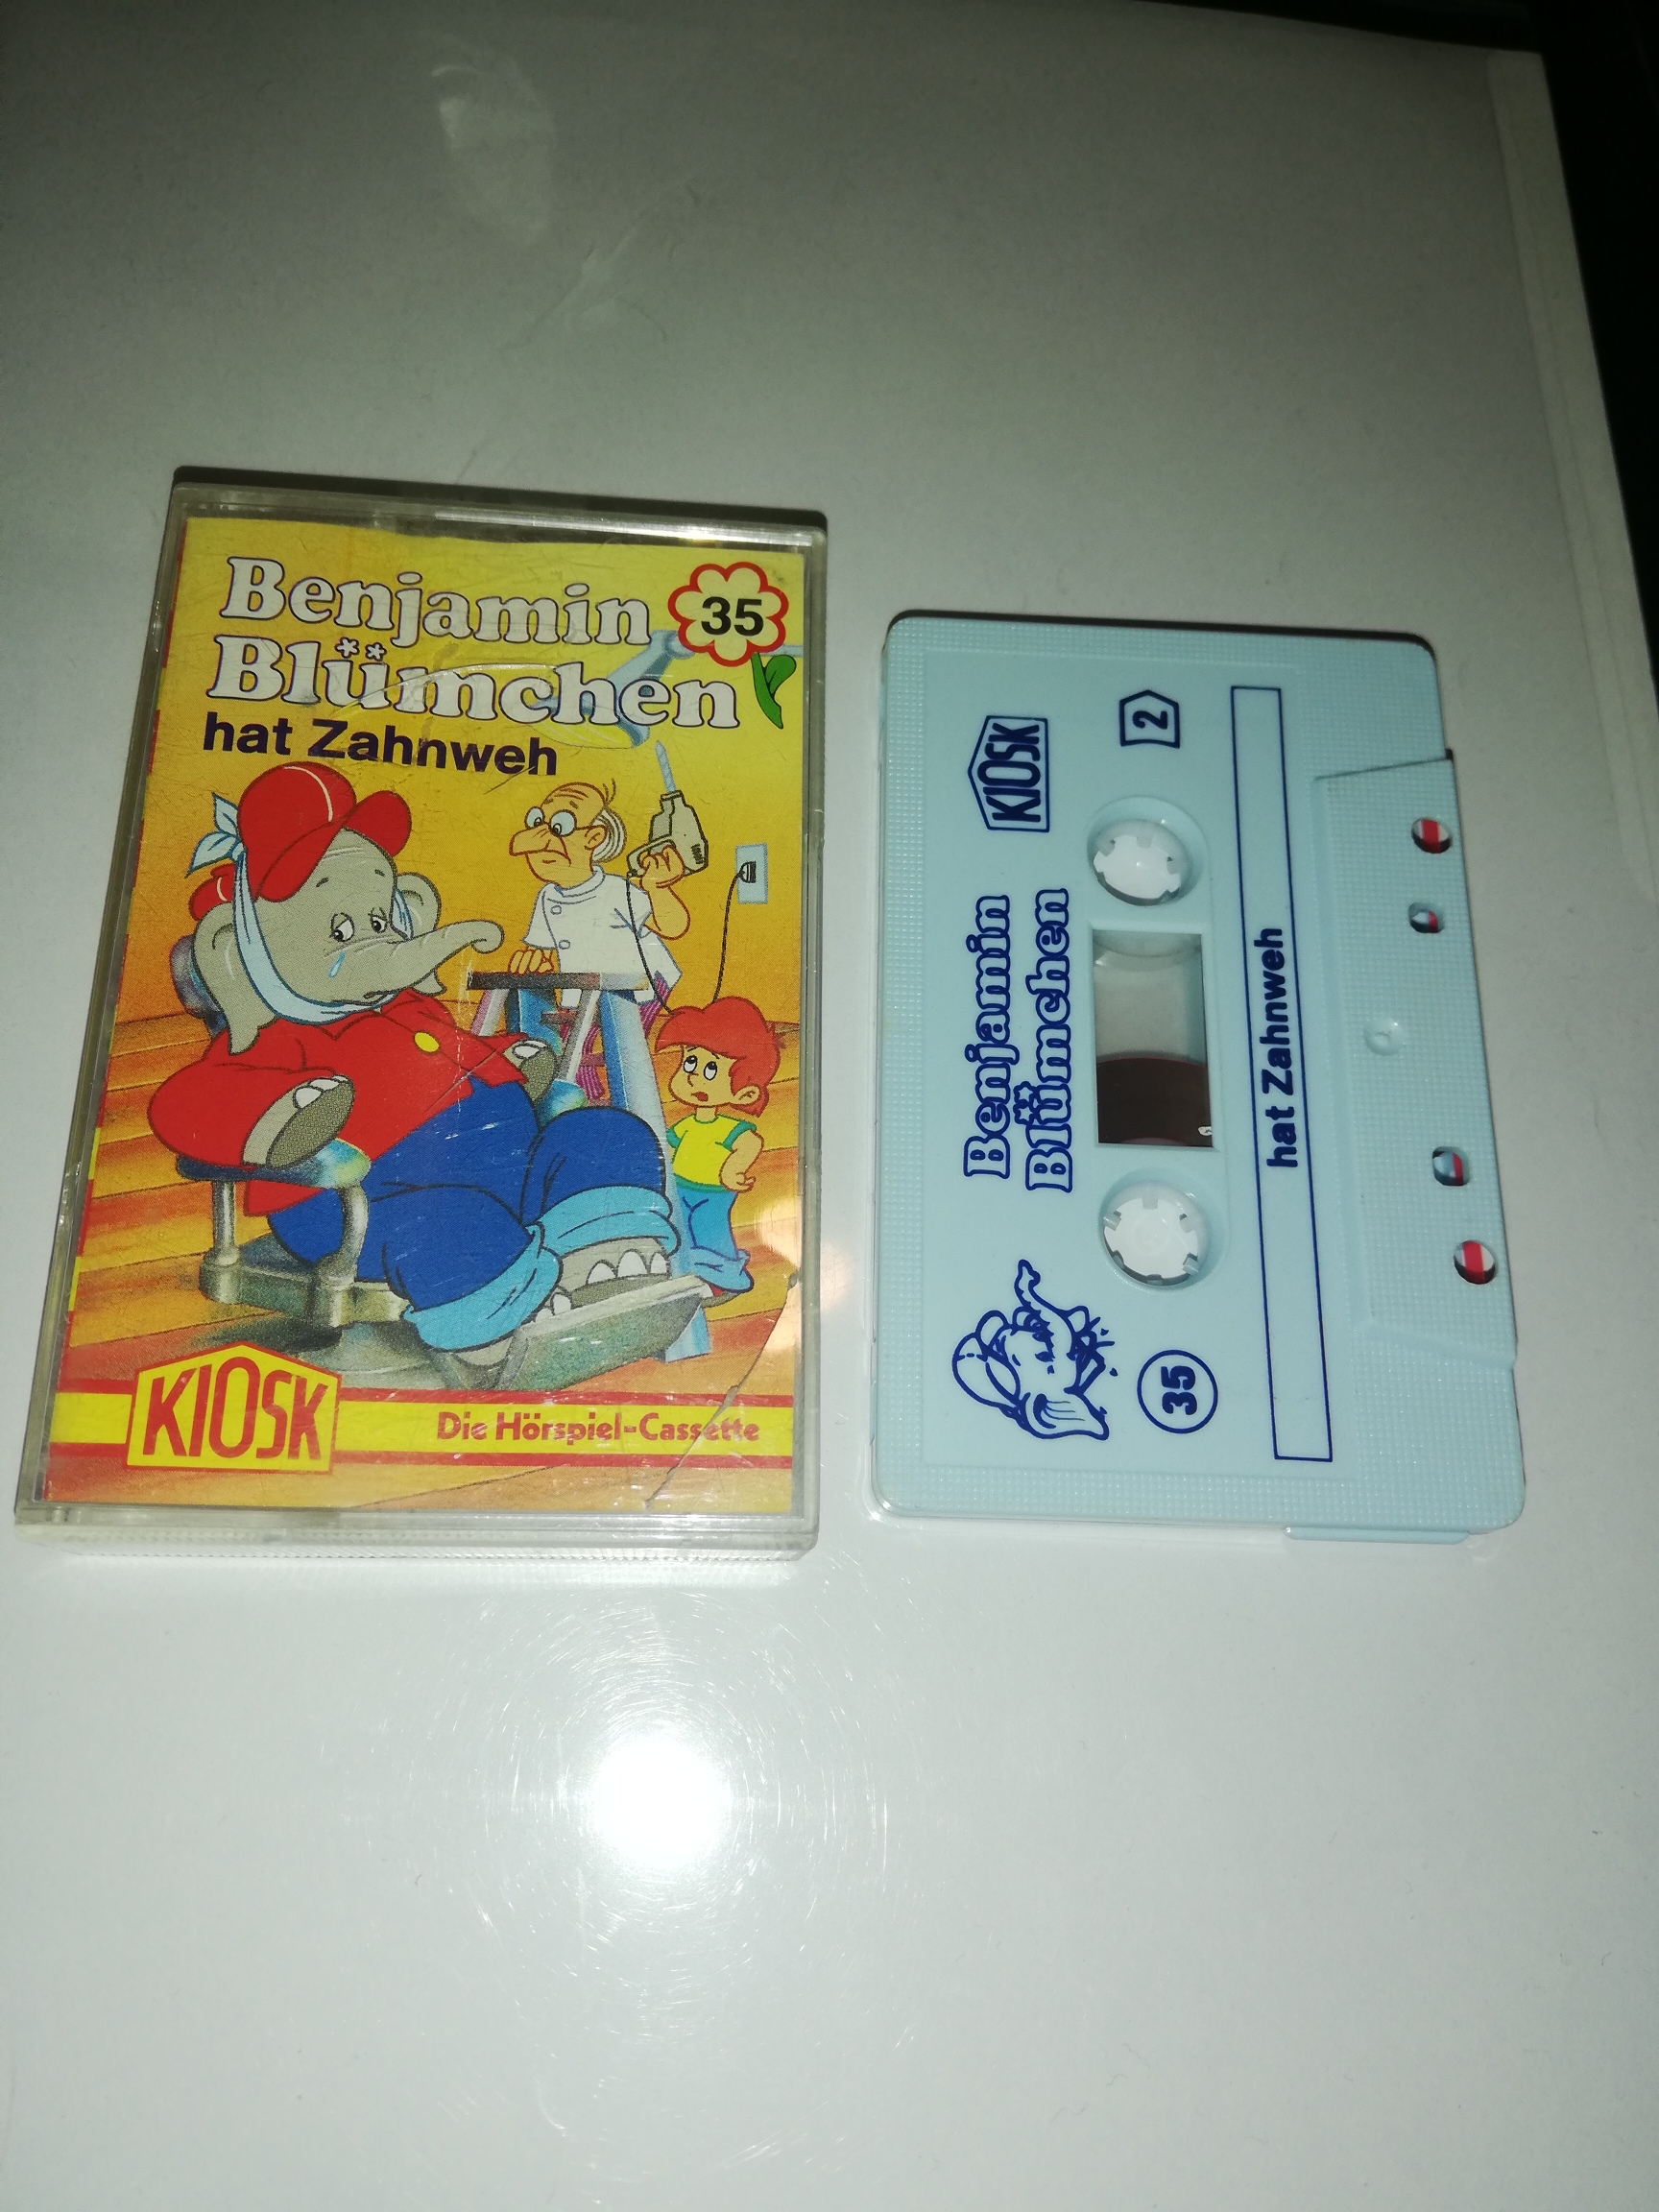 Benjamin
Blümchen
35
hat Zahnweh
KIOSK
Die Hörspiel-Cassette
KIOSK
2
Benjamin
Blümchen
35
hat Zahnweh